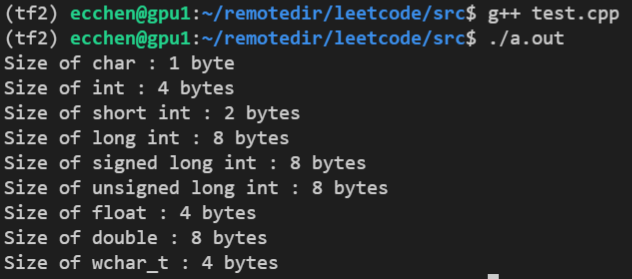 (tf2) ecchen@gpu1:~/remotedir/leetcode/src$ g++ test.cpp
(tf2) ecchen@gpu1:~/remotedir/leetcode/src$ ./a.out
Size of char : 1 byte
Size of int : 4 bytes
Size of short int : 2 bytes
Size of long int : 8 bytes
Size of signed long int : 8 bytes
Size of unsigned long int : 8 bytes
Size of float : 4 bytes
Size of double : 8 bytes
Size of wchar_t : 4 bytes